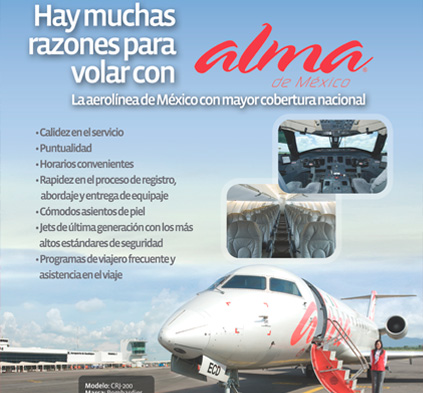 Hay muchas
razones para
volar con
alma
de México
La aerolínea de México con mayor cobertura nacional
• Calidez en el servicio
• Puntualidad
• Horarios convenientes
• Rapidez en el proceso de registro,
abordaje y entrega de equipaje
• Cómodos asientos de piel
• Jets de última generación con los más
altos estándares de seguridad
• Programas de viajero frecuente y
asistencia en el viaje
alma
ECO
Modelo: CRJ-200
Marca: Bombardier